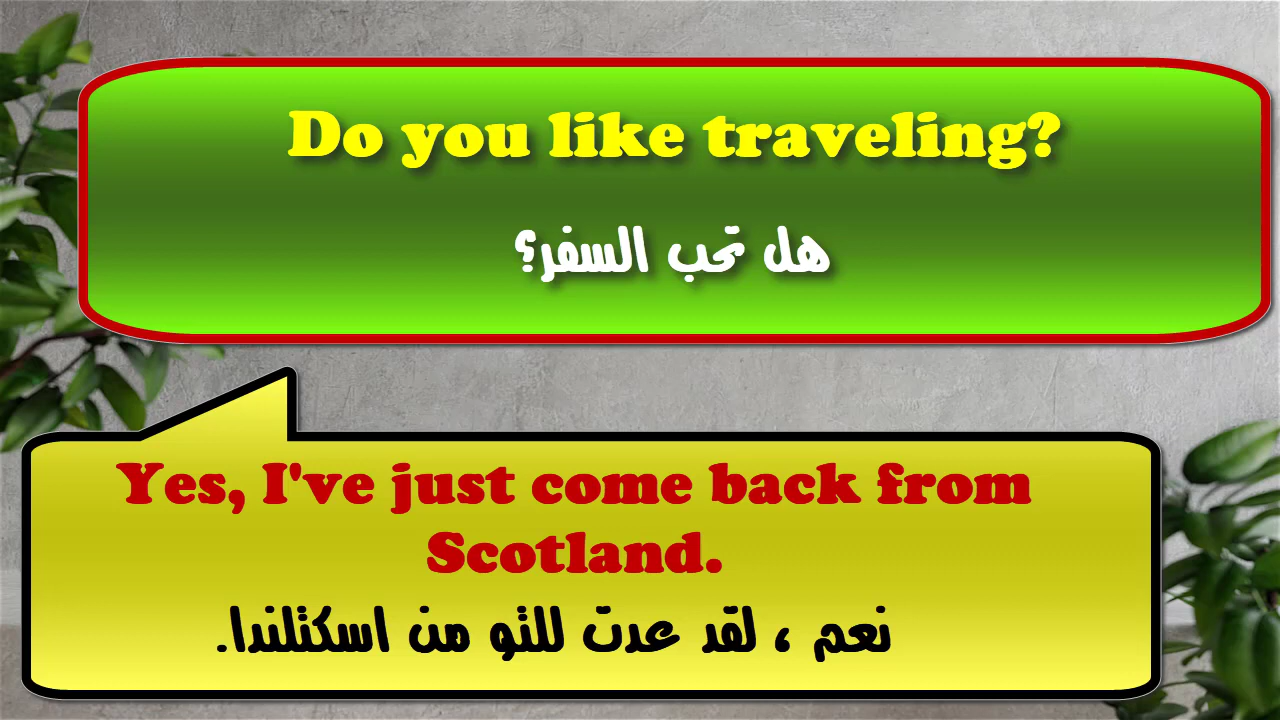 Do you like traveling?
هل تحب السفر؟
Yes, I've just come back from
Scotland.
نعم ، لقد عدت للتو من اسكتلندا.